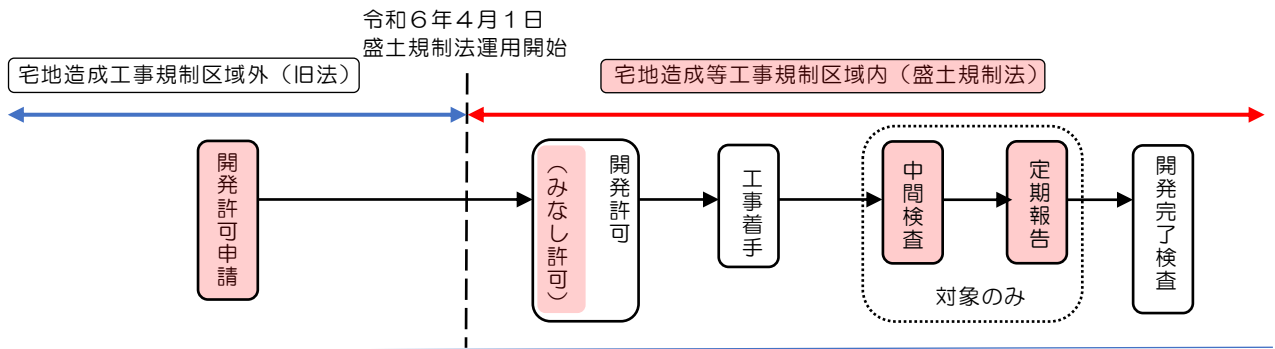 令和６年４月１日
盛土規制法運用開始
宅地造成工事規制区域外（旧法）
宅地造成等工事規制区域内（盛土規制法）
開発許可申請
開発許可
（みなし許可）
工事着手
中間検査
定期報告
開発完了検査
対象のみ